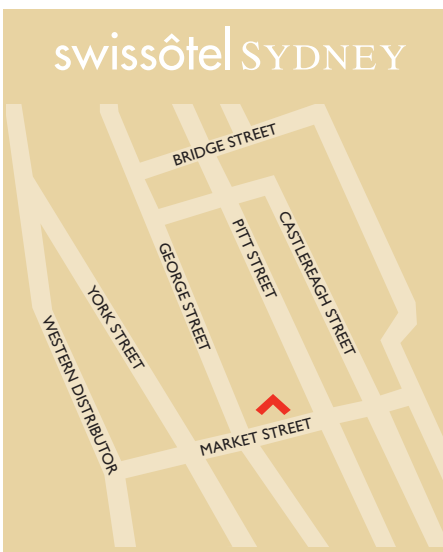 swissôtel SYDNEY
BRIDGE STREET
PITT STREET
CASTLEREAGH STREET
GEORGE STREET
YORK STREET
WESTERN DISTRIBUTOR
MARKET STREET